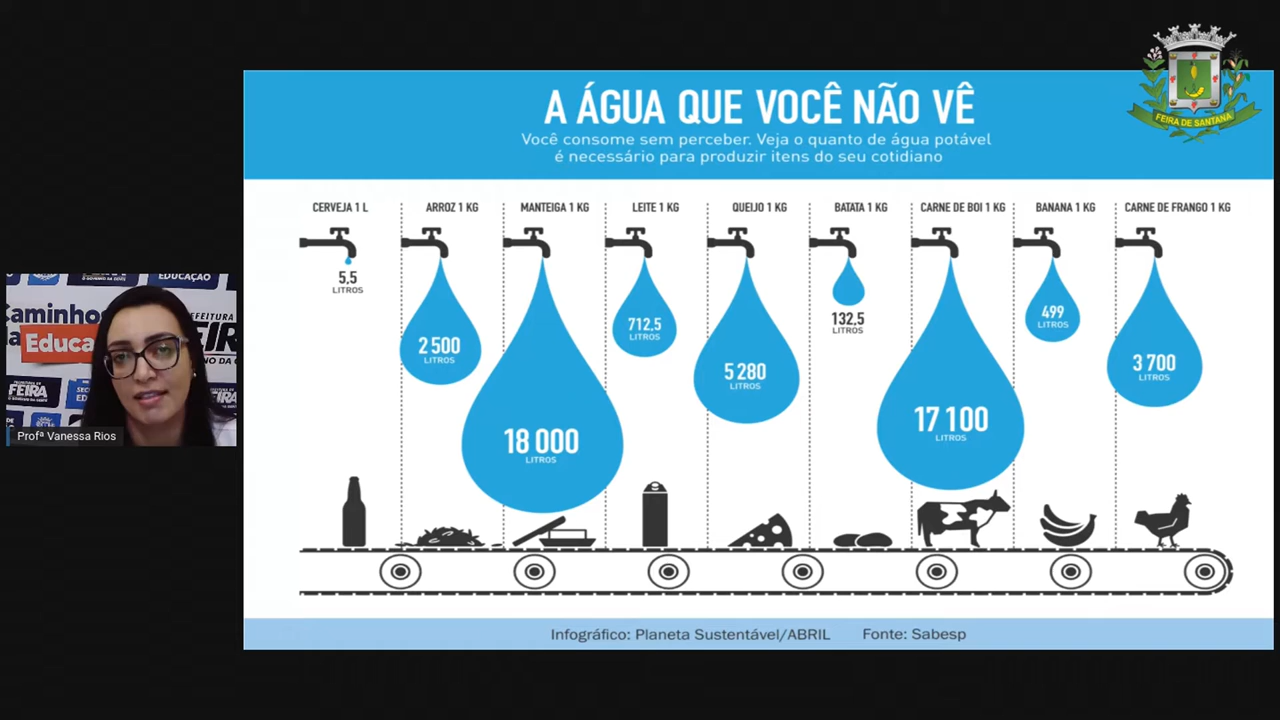 A ÁGUA QUE VOCÊ NÃO VÊ
Você consome sem perceber. Veja o quanto de água potável
é necessário para produzir itens do seu cotidiano
FEIRA DE SANTANA
CERVEJA 1 L
5,5
LITROS
ARROZ 1 KG
2 500
LITROS
MANTEIGA 1 KG
18 000
LITROS
LEITE 1 KG
712,5
LITROS
QUEIJO 1 KG
5 280
LITROS
BATATA 1 KG
132,5
LITROS
CARNE DE BOI 1 KG
17 100
LITROS
BANANA 1 KG
499
LITROS
CARNE DE FRANGO 1 KG
3 700
LITROS
EDUCAÇÃO
Caminhos
Educa
FEIRA
Profª Vanessa Rios
Infográfico: Planeta Sustentável/ABRIL Fonte: Sabesp